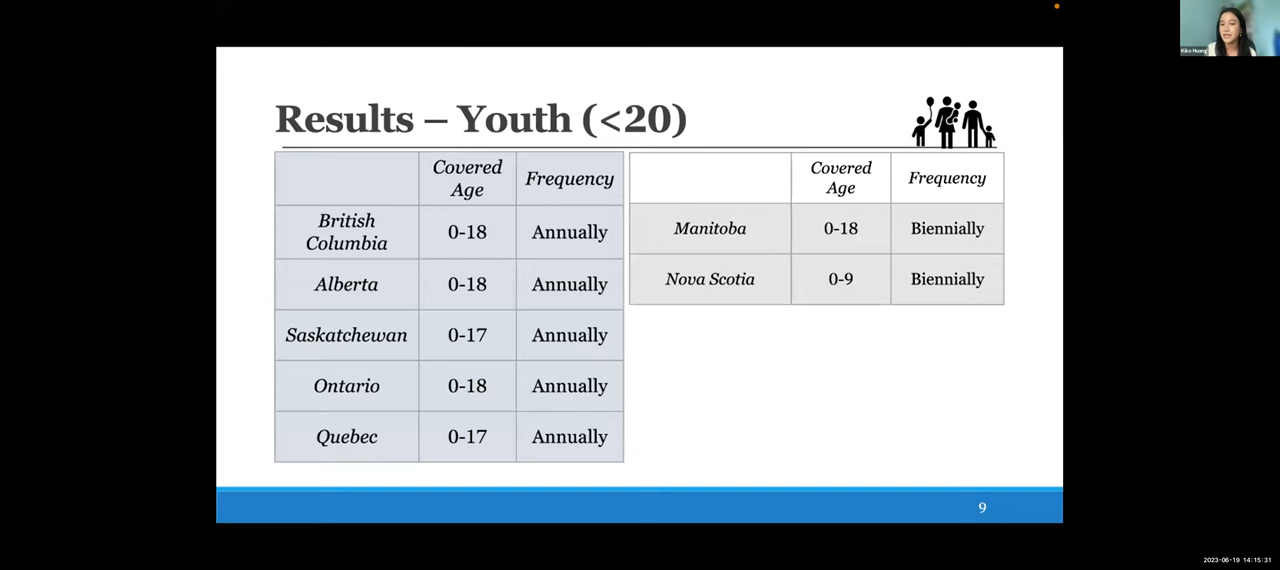 Kiko Huang
Results – Youth (<20)
Covered Age Frequency
British Columbia 0-18 Annually
Alberta 0-18 Annually
Saskatchewan 0-17 Annually
Ontario 0-18 Annually
Quebec 0-17 Annually
Covered Age Frequency
Manitoba 0-18 Biennially
Nova Scotia 0-9 Biennially
9
2023-06-19 14:15:31